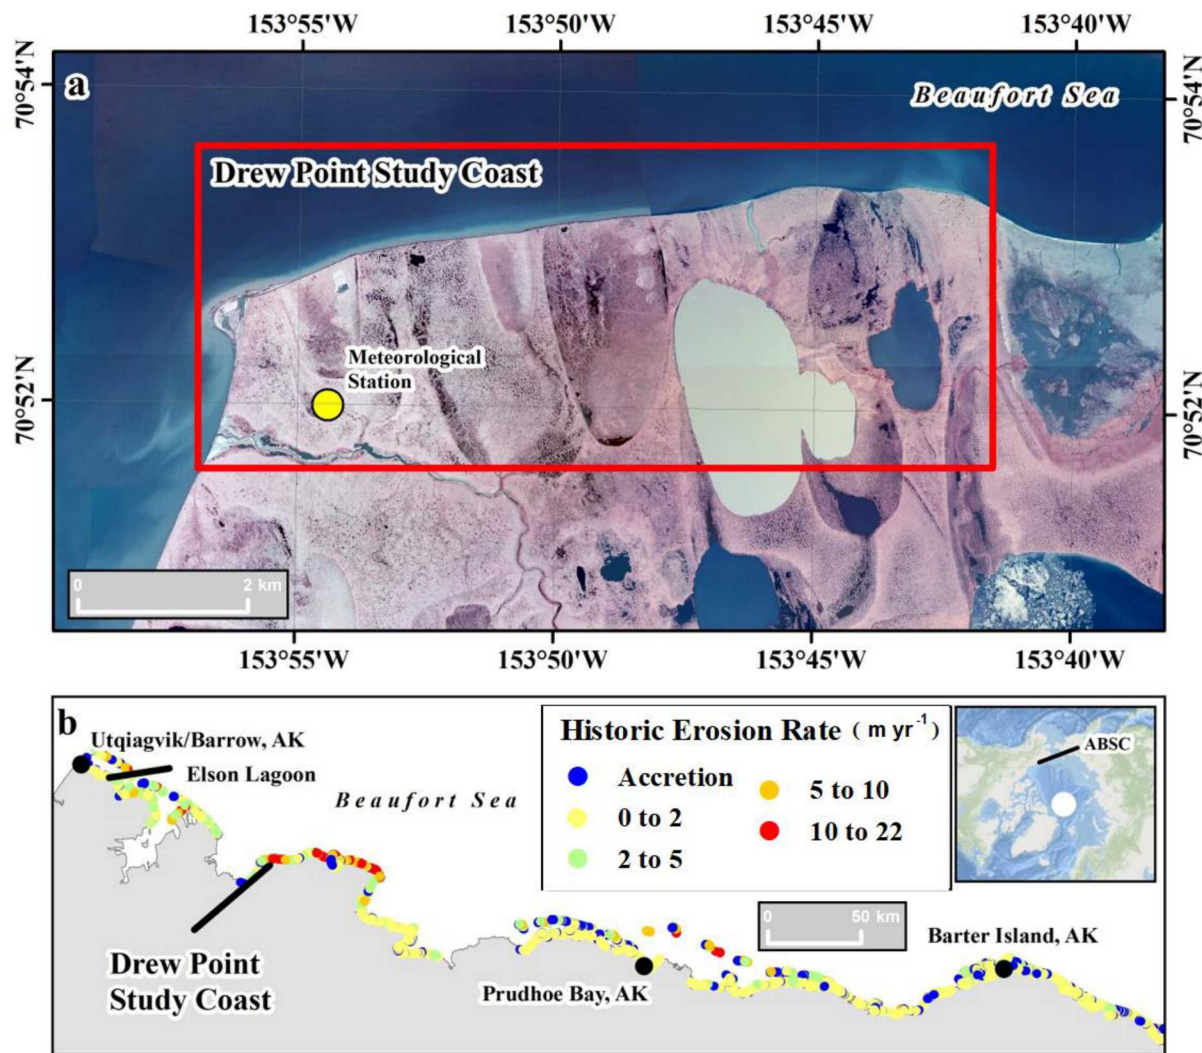 153°55'W 153°50'W 153°45'W 153°40'W
70°54'N
70°54'N
a
Beaufort Sea
Drew Point Study Coast
Meteorological
Station
70°52'N
70°52'N
0 2 km
153°55'W 153°50'W 153°45'W 153°40'W
b
Utqiagvik/Barrow, AK
Elson Lagoon
Beaufort Sea
Historic Erosion Rate ( m yr⁻¹)
Accretion
0 to 2
2 to 5
5 to 10
10 to 22
ABSC
0 50 km
Drew Point
Study Coast
Prudhoe Bay, AK
Barter Island, AK